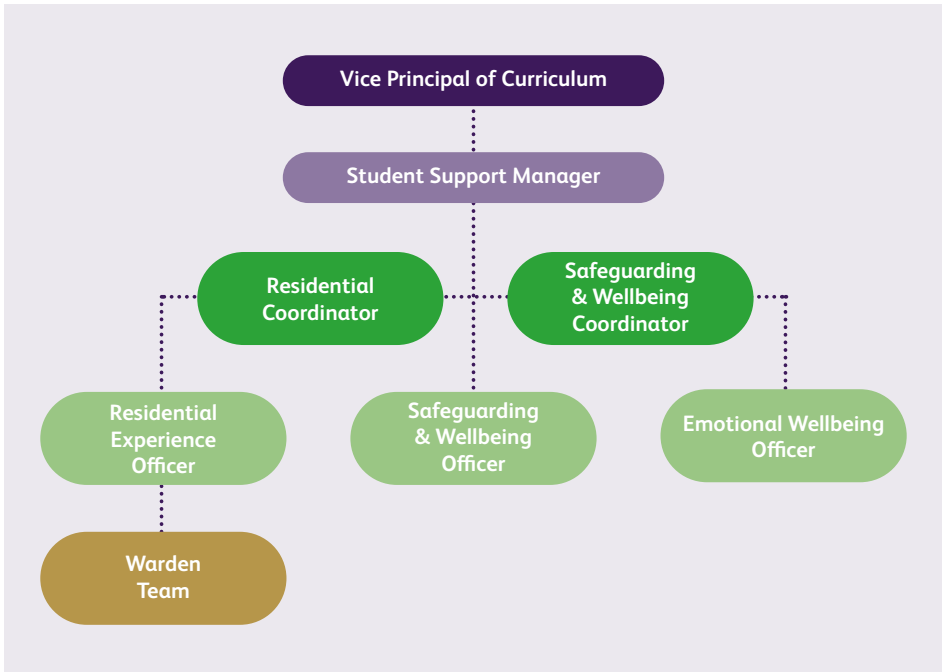 Vice Principal of Curriculum
Student Support Manager
Residential
Coordinator
Safeguarding
& Wellbeing
Coordinator
Residential
Experience
Officer
Safeguarding
& Wellbeing
Officer
Emotional Wellbeing
Officer
Warden
Team